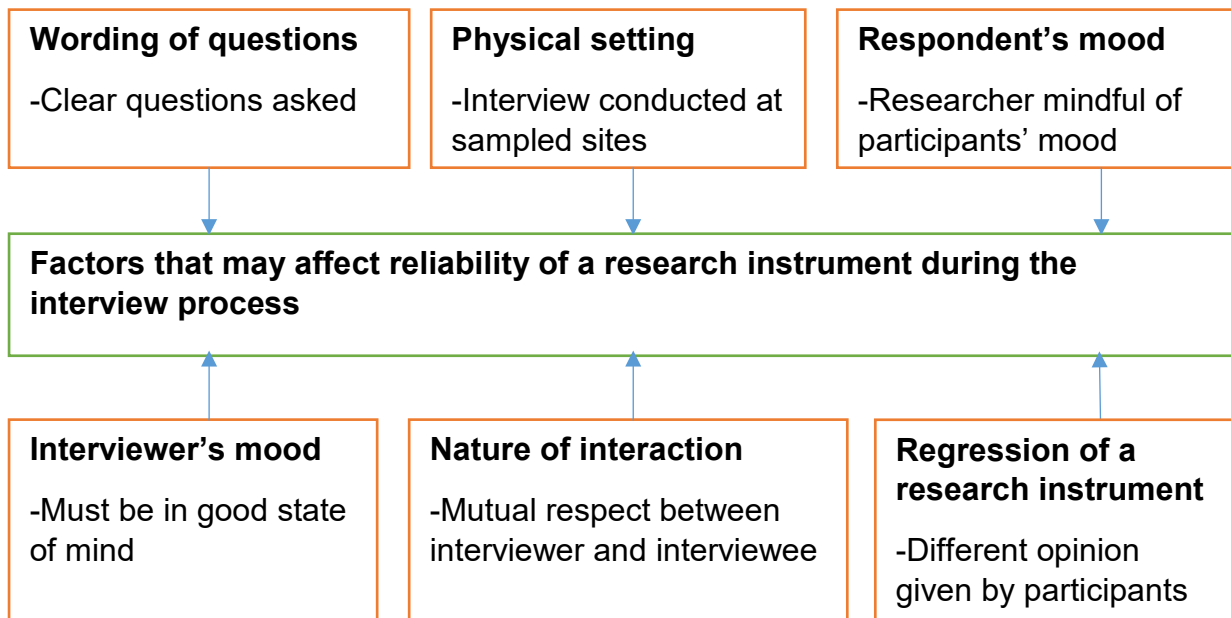 Wording of questions
-Clear questions asked
Physical setting
-Interview conducted at
sampled sites
Respondent’s mood
-Researcher mindful of
participants’ mood
Factors that may affect reliability of a research instrument during the
interview process
Interviewer’s mood
-Must be in good state
of mind
Nature of interaction
-Mutual respect between
interviewer and interviewee
Regression of a
research instrument
-Different opinion
given by participants